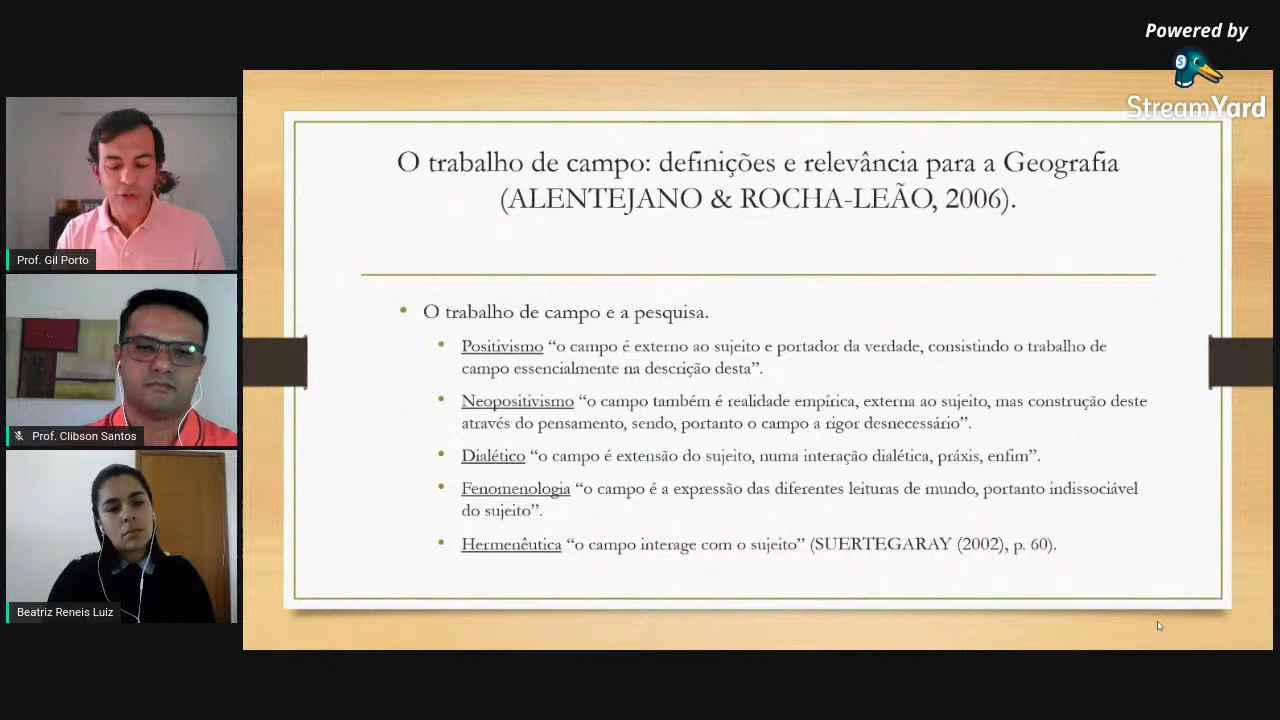 Powered by
StreamYard
O trabalho de campo: definições e relevância para a Geografia
(ALENTEJANO & ROCHA-LEÃO, 2006).
• O trabalho de campo e a pesquisa.
• Positivismo “o campo é externo ao sujeito e portador da verdade, consistindo o trabalho de
campo essencialmente na descrição desta”.
• Neopositivismo “o campo também é realidade empírica, externa ao sujeito, mas construção deste
através do pensamento, sendo, portanto o campo a rigor desnecessário”.
• Dialético “o campo é extensão do sujeito, numa interação dialética, práxis, enfim”.
• Fenomenologia “o campo é a expressão das diferentes leituras de mundo, portanto indissociável
do sujeito”.
• Hermenêutica “o campo interage com o sujeito” (SUERTEGARAY (2002), p. 60).
Prof. Gil Porto
Prof. Clibson Santos
Beatriz Reneis Luiz